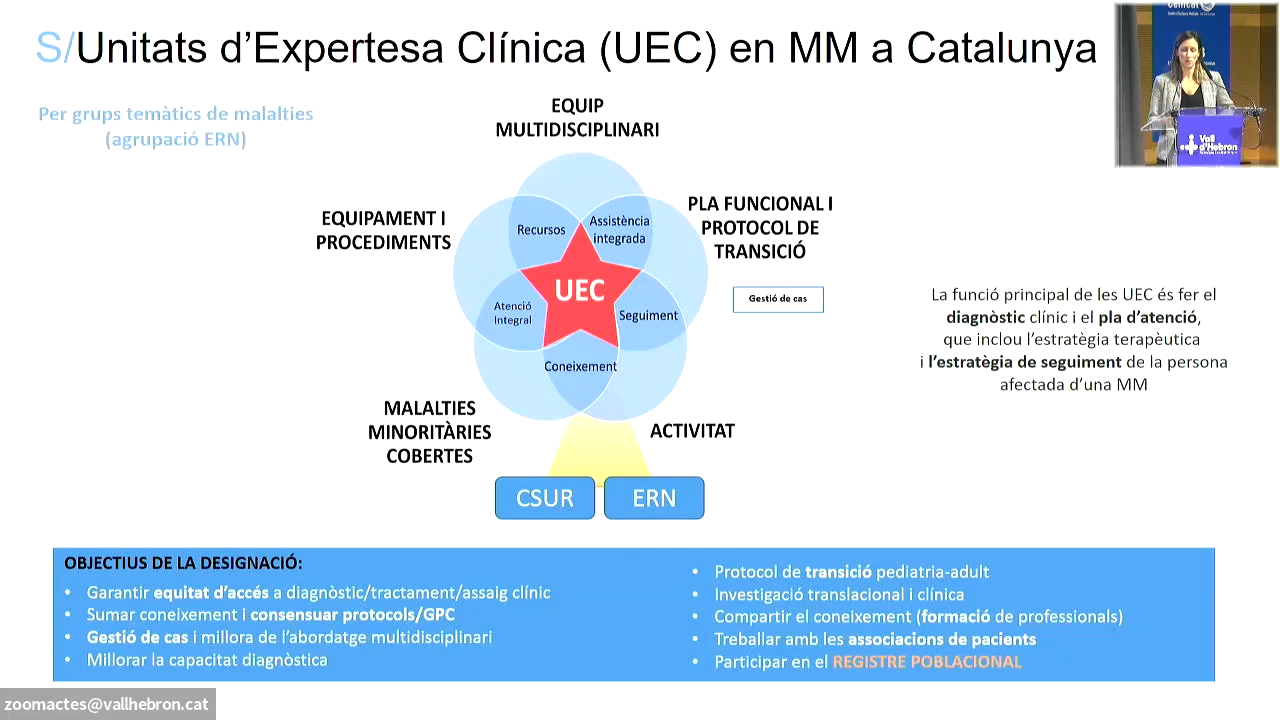 S/Unitats d’Expertesa Clínica (UEC) en MM a Catalunya
Per grups temàtics de malalties
(agrupació ERN)
EQUIP
MULTIDISCIPLINARI
EQUIPAMENT I
PROCEDIMENTS
PLA FUNCIONAL I
PROTOCOL DE
TRANSICIÓ
Recursos
Assistència
integrada
UEC
Atenció
Integral
Seguiment
Coneixement
Gestió de cas
La funció principal de les UEC és fer el
diagnòstic clínic i el pla d’atenció,
que inclou l’estratègia terapèutica
i l’estratègia de seguiment de la persona
afectada d’una MM
MALALTIES
MINORITÀRIES
COBERTES
ACTIVITAT
CSUR
ERN
OBJECTIUS DE LA DESIGNACIÓ:
• Garantir equitat d’accés a diagnòstic/tractament/assaig clínic
• Sumar coneixement i consensuar protocols/GPC
• Gestió de cas i millora de l’abordatge multidisciplinari
• Millorar la capacitat diagnòstica
• Protocol de transició pediatria-adult
• Investigació translacional i clínica
• Compartir el coneixement (formació de professionals)
• Treballar amb les associacions de pacients
• Participar en el REGISTRE POBLACIONAL
Vall
d’Hebron
zoomactes@vallhebron.cat